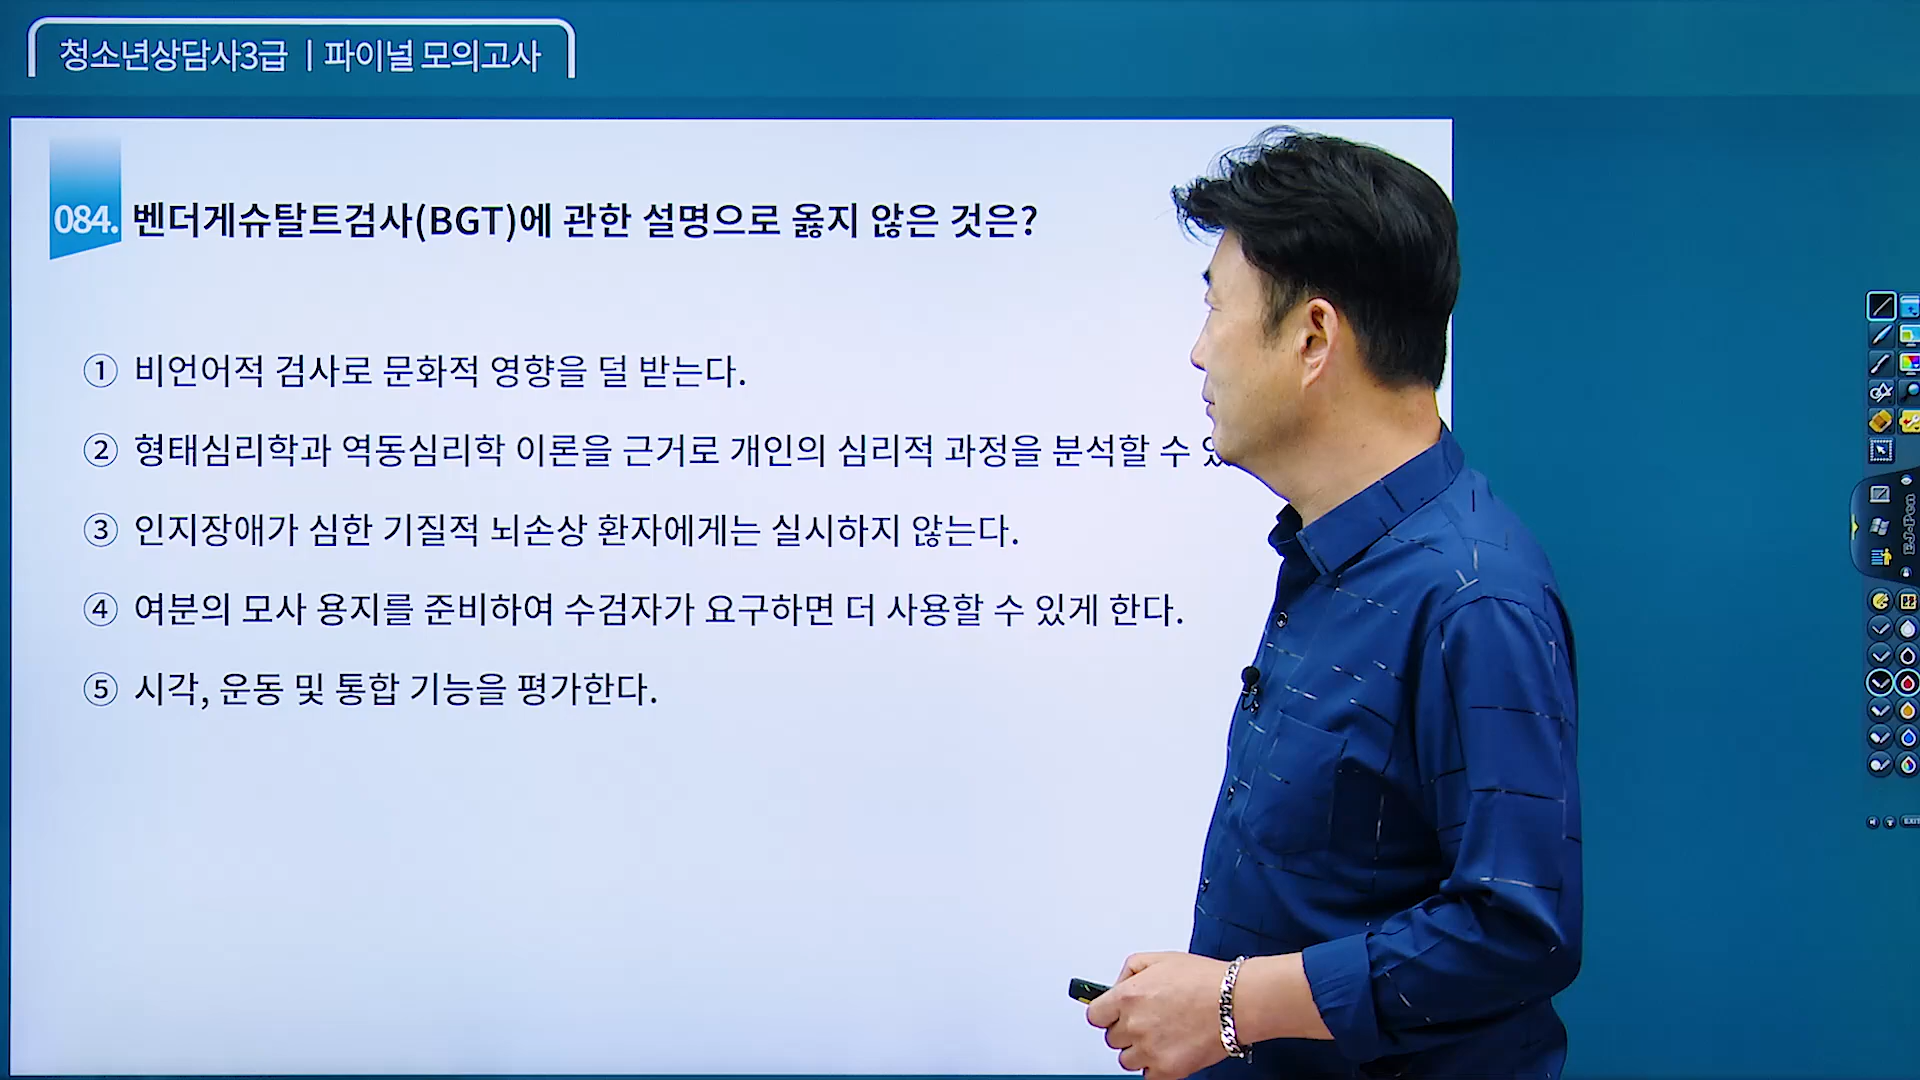 청소년상담사3급 | 파이널 모의고사
084. 벤더게슈탈트검사(BGT)에 관한 설명으로 옳지 않은 것은?
① 비언어적 검사로 문화적 영향을 덜 받는다.
② 형태심리학과 역동심리학 이론을 근거로 개인의 심리적 과정을 분석할 수
③ 인지장애가 심한 기질적 뇌손상 환자에게는 실시하지 않는다.
④ 여분의 모사 용지를 준비하여 수검자가 요구하면 더 사용할 수 있게 한다.
⑤ 시각, 운동 및 통합 기능을 평가한다.
EXIT